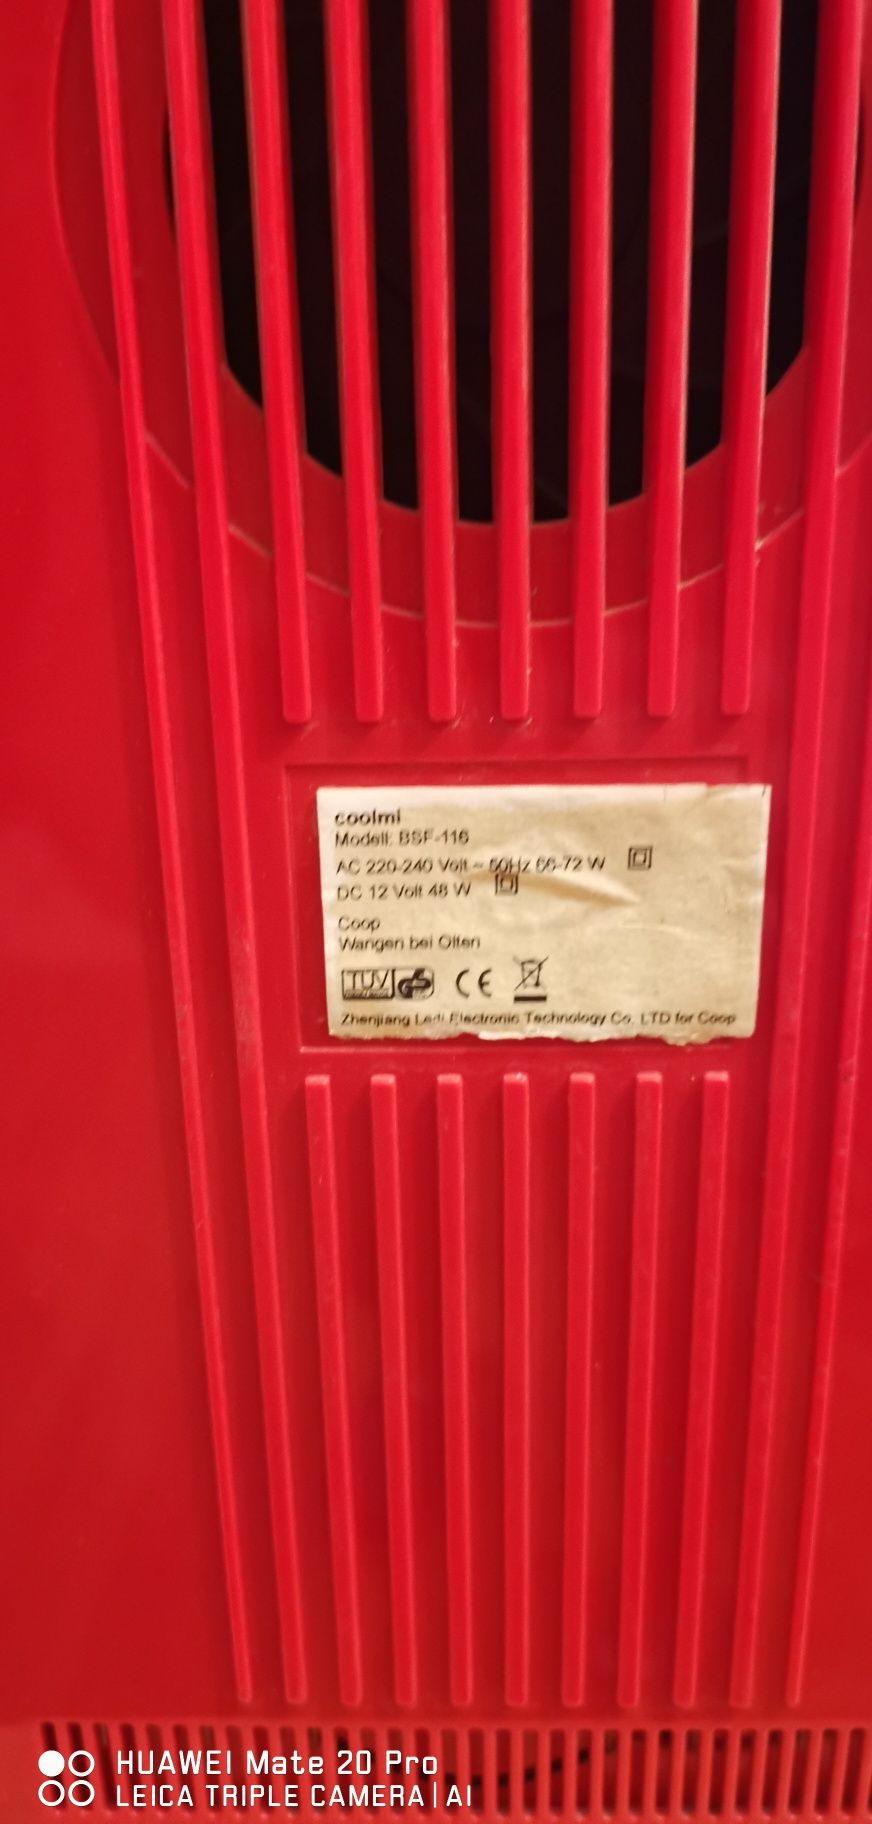 coolmi
Modell: BSF-116
AC 220-240 Volt ~ 50Hz 66-72 W
DC 12 Volt 48 W
Coop
Wangen bei Olten
TÜV GS CE
Zhenjiang Electronic Technology Co. LTD for Coop
HUAWEI Mate 20 Pro
LEICA TRIPLE CAMERA | AI